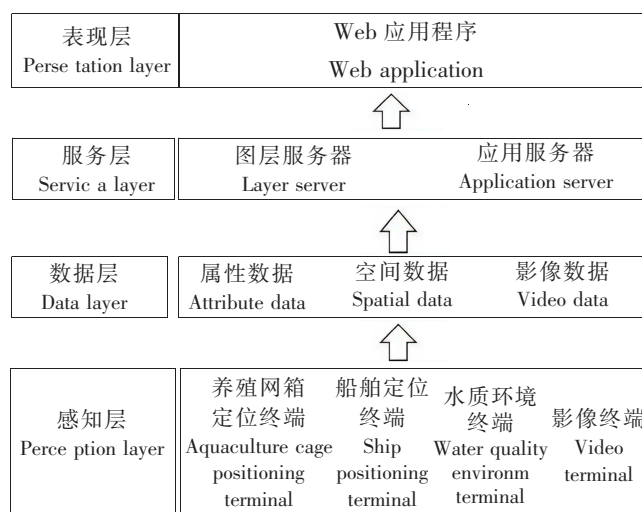 表现层
Perse tation layer
Web 应用程序
Web application
服务层
Servic a layer
图层服务器
Layer server
应用服务器
Application server
数据层
Data layer
属性数据
Attribute data
空间数据
Spatial data
影像数据
Video data
感知层
Perce ption layer
养殖网箱
定位终端
Aquaculture cage
positioning
terminal
船舶定位
终端
Ship
positioning
terminal
水质环境
终端
Water quality
environm
terminal
影像终端
Video
terminal